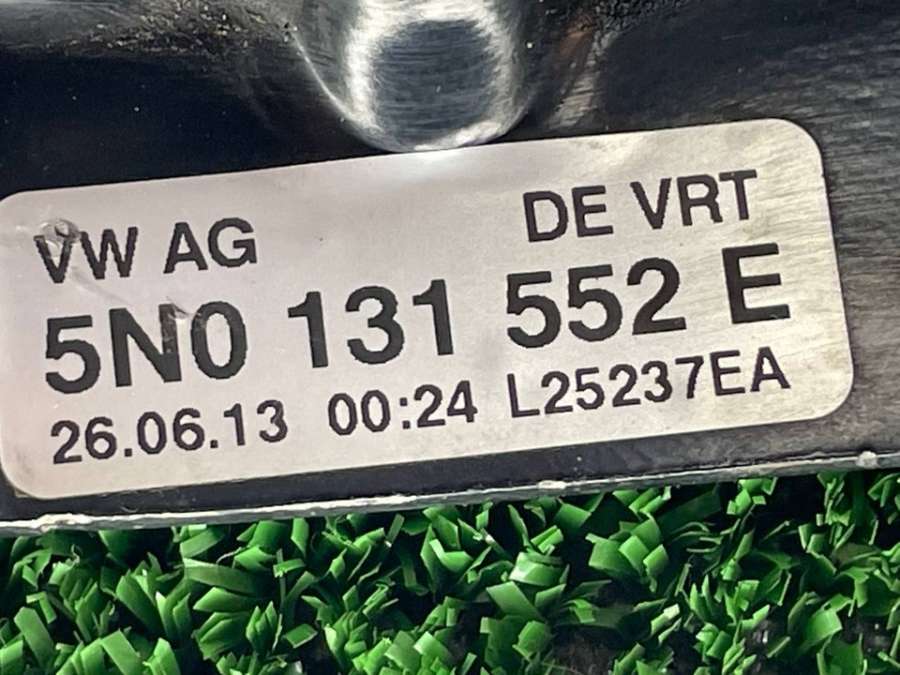 VW AG DE VRT
5N0 131 552 E
26.06.13 00:24 L25237EA